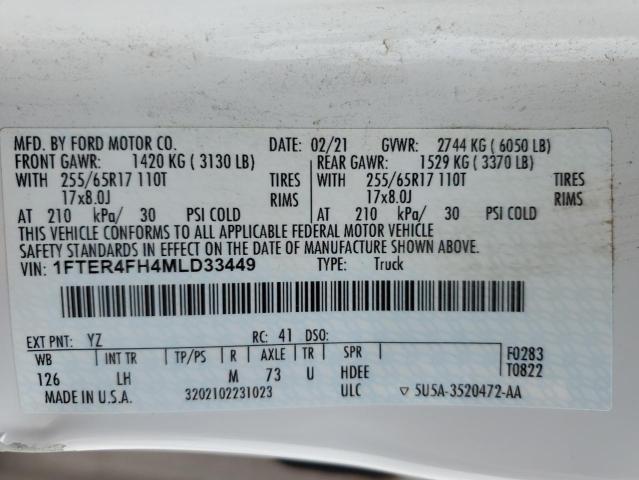 MFD. BY FORD MOTOR CO. DATE: 02/21 GVWR: 2744 KG ( 6050 LB)
FRONT GAWR: 1420 KG ( 3130 LB) REAR GAWR: 1529 KG ( 3370 LB)
WITH 255/65R17 110T TIRES WITH 255/65R17 110T TIRES
17x8.0J RIMS 17x8.0J RIMS
AT 210 kPa/ 30 PSI COLD AT 210 kPa/ 30 PSI COLD
THIS VEHICLE CONFORMS TO ALL APPLICABLE FEDERAL MOTOR VEHICLE
SAFETY STANDARDS IN EFFECT ON THE DATE OF MANUFACTURE SHOWN ABOVE.
VIN: 1FTER4FH4MLD33449 TYPE: Truck
EXT PNT: YZ RC: 41 DSO:
WB INT TR TP/PS R AXLE TR SPR F0283
126 LH M 73 U HDEE T0822
MADE IN U.S.A. 3202102231023 ULC 5U5A-3520472-AA